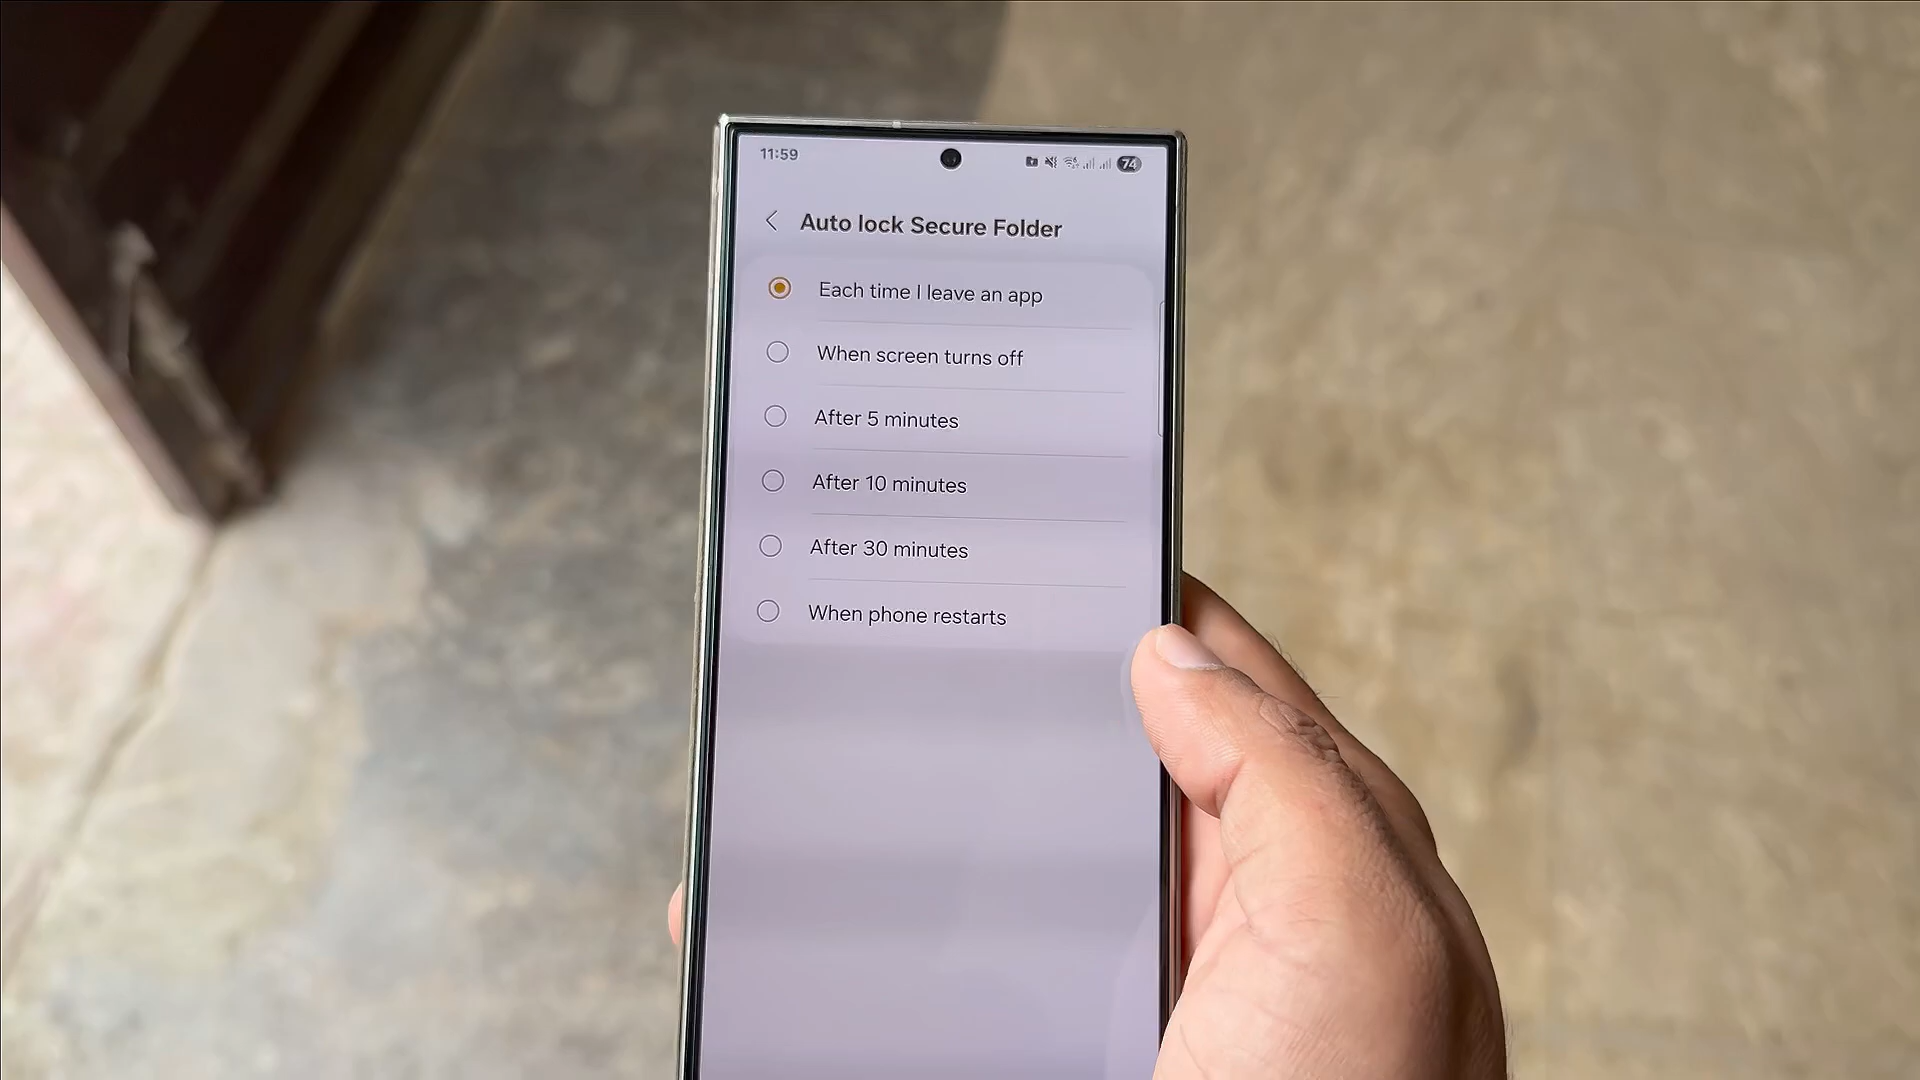 11:59
74
Auto lock Secure Folder
Each time I leave an app
When screen turns off
After 5 minutes
After 10 minutes
After 30 minutes
When phone restarts